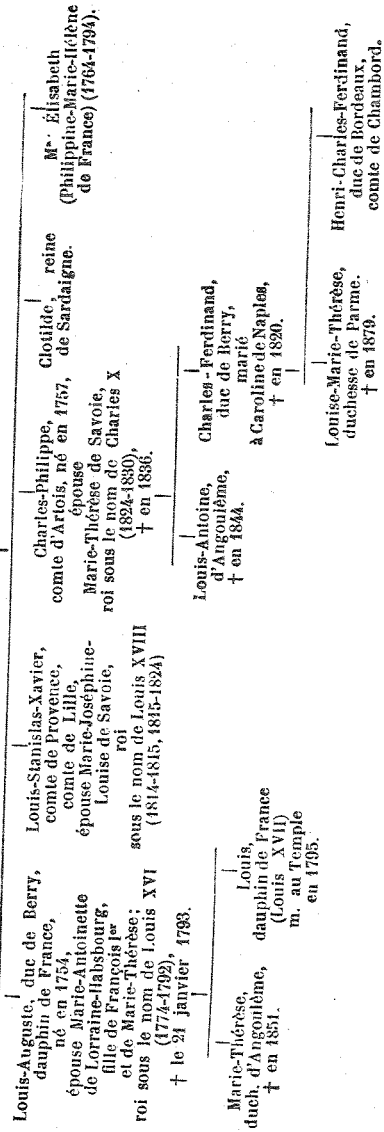 Louis-Auguste, duc de Berry,
dauphin de France,
né en 1754,
épouse Marie-Antoinette
de Lorraine-Habsbourg,
fille de François Ier
et de Marie-Thérèse;
roi sous le nom de Louis XVI
(1774-1792),
† le 21 janvier 1793.
Louis-Stanislas-Xavier,
comte de Provence,
comte de Lille,
épouse Marie-Joséphine-
Louise de Savoie,
roi
sous le nom de Louis XVIII
(1814-1815, 1815-1824)
Charles-Philippe,
comte d'Artois, né en 1757,
épouse
Marie-Thérèse de Savoie,
roi sous le nom de Charles X
(1824-1830),
† en 1836.
Clotilde, reine
de Sardaigne.
Mme Élisabeth
(Philippine-Marie-Hélène
de France) (1764-1794).
Marie-Thérèse,
duch. d'Angoulême,
† en 1851.
Louis,
dauphin de France
(Louis XVII)
m. au Temple
en 1795.
Louis-Antoine,
d'Angoulême,
† en 1844.
Charles-Ferdinand,
duc de Berry,
marié
à Caroline de Naples,
† en 1820.
Louise-Marie-Thérèse,
duchesse de Parme.
† en 1879.
Henri-Charles-Ferdinand,
duc de Bordeaux,
comte de Chambord.